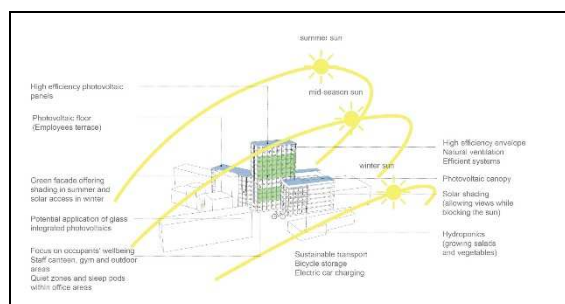 summer sun
High efficiency photovoltaic
panels
mid-season sun
Photovoltaic floor
(Employees terrace)
High efficiency envelope
Natural ventilation
Efficient systems
winter sun
Green facade offering
shading in summer and
solar access in winter
Photovoltaic canopy
Solar shading
(allowing views while
blocking the sun)
Potential application of glass
integrated photovoltaics
Hydroponics
(growing salads
and vegetables)
Focus on occupants' wellbeing
Staff canteen, gym and outdoor
areas
Quiet zones and sleep pods
within office areas
Sustainable transport
Bicycle storage
Electric car charging